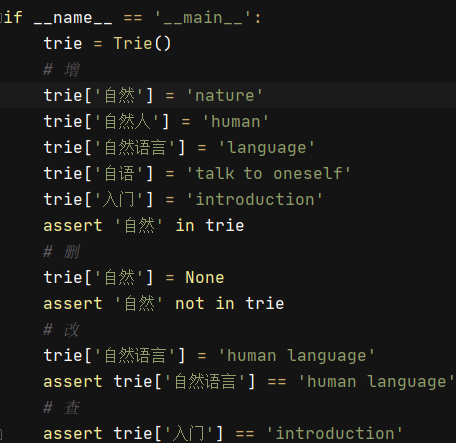 if __name__ == '__main__':
    trie = Trie()
    # 增
    trie['自然'] = 'nature'
    trie['自然人'] = 'human'
    trie['自然语言'] = 'language'
    trie['自语'] = 'talk to oneself'
    trie['入门'] = 'introduction'
    assert '自然' in trie
    # 删
    trie['自然'] = None
    assert '自然' not in trie
    # 改
    trie['自然语言'] = 'human language'
    assert trie['自然语言'] == 'human language'
    # 查
    assert trie['入门'] == 'introduction'